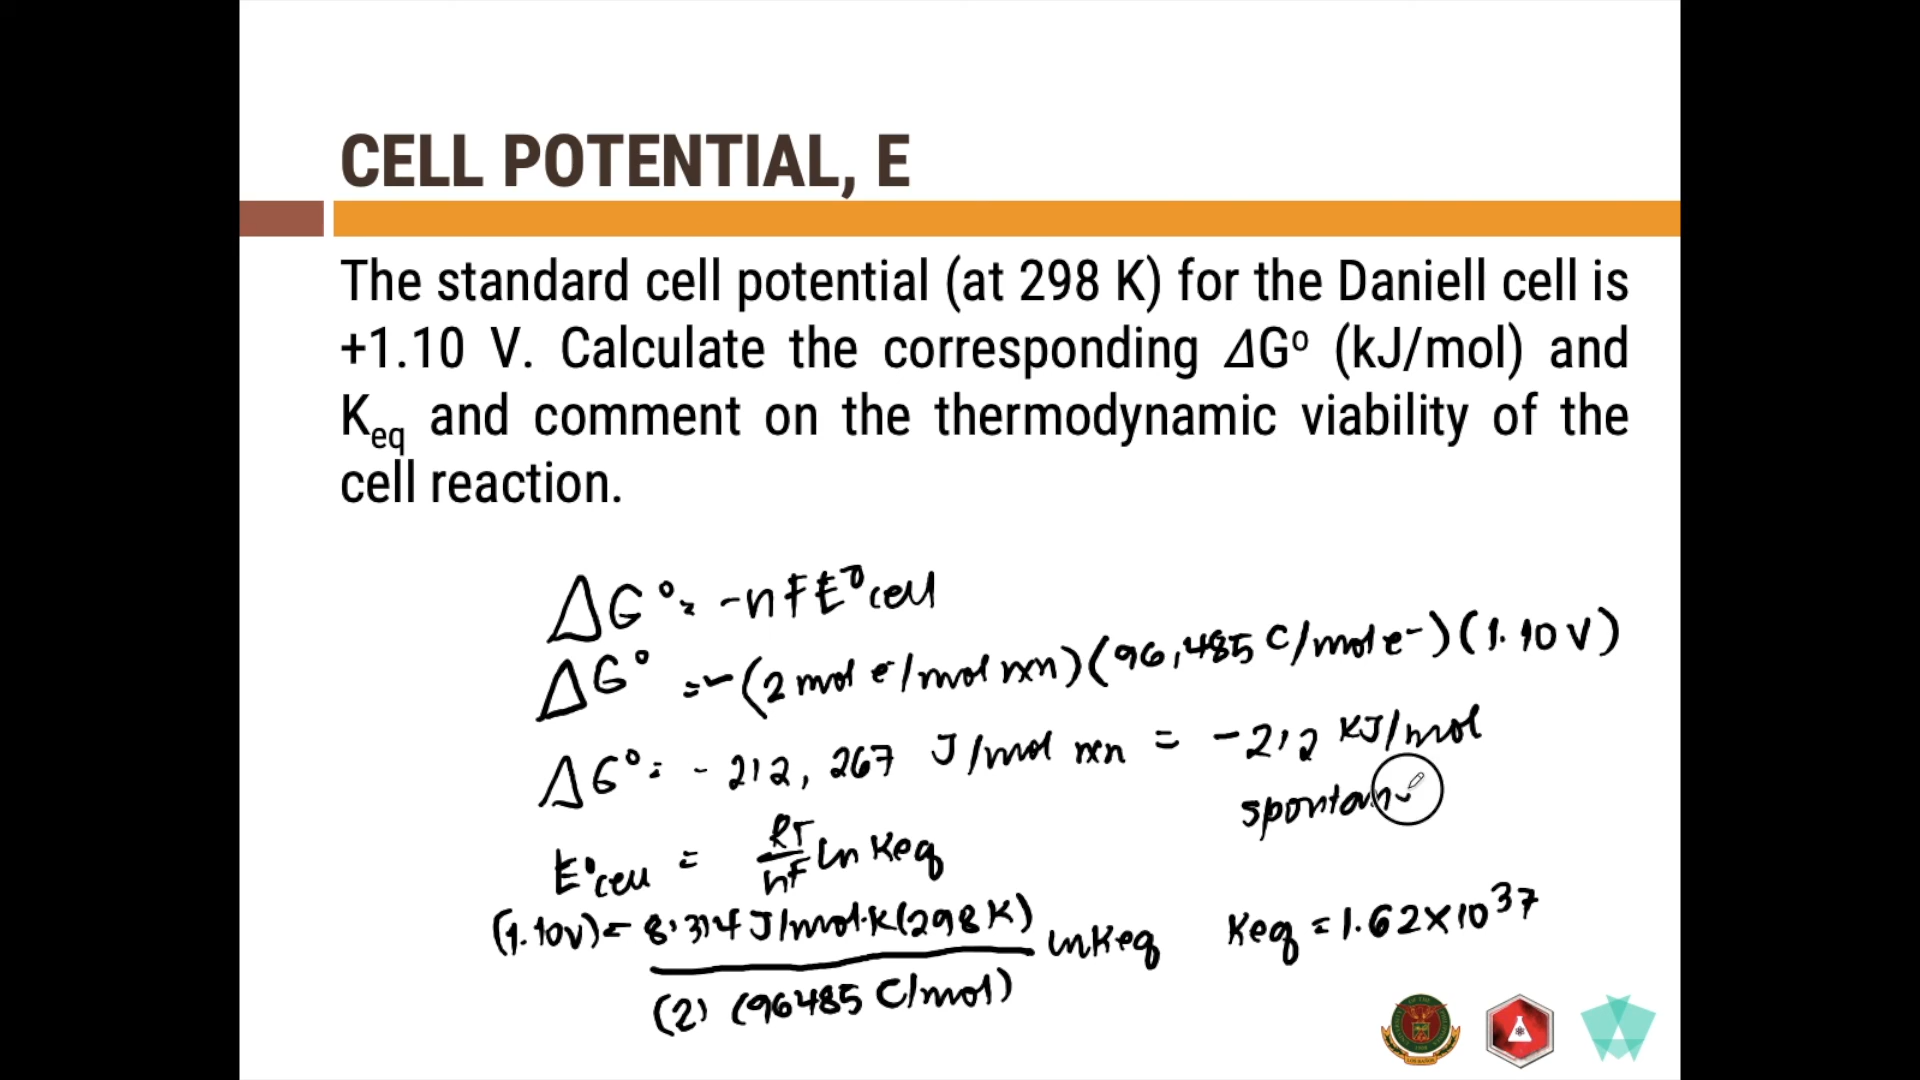 CELL POTENTIAL, E
The standard cell potential (at 298 K) for the Daniell cell is
+1.10 V. Calculate the corresponding ΔGº (kJ/mol) and
Keq and comment on the thermodynamic viability of the
cell reaction.
ΔG° = -nFE°cell
ΔG° = -(2 mol e-/mol rxn)(96,485 C/mol e-)(1.10 V)
ΔG° = -212,267 J/mol rxn = -212 kJ/mol
spontan
E°cell = RT/nF ln Keq
(1.10V) = 8.314 J/mol·K(298K) / (2) (96485 C/mol) ln Keq Keq = 1.62 x 10^37